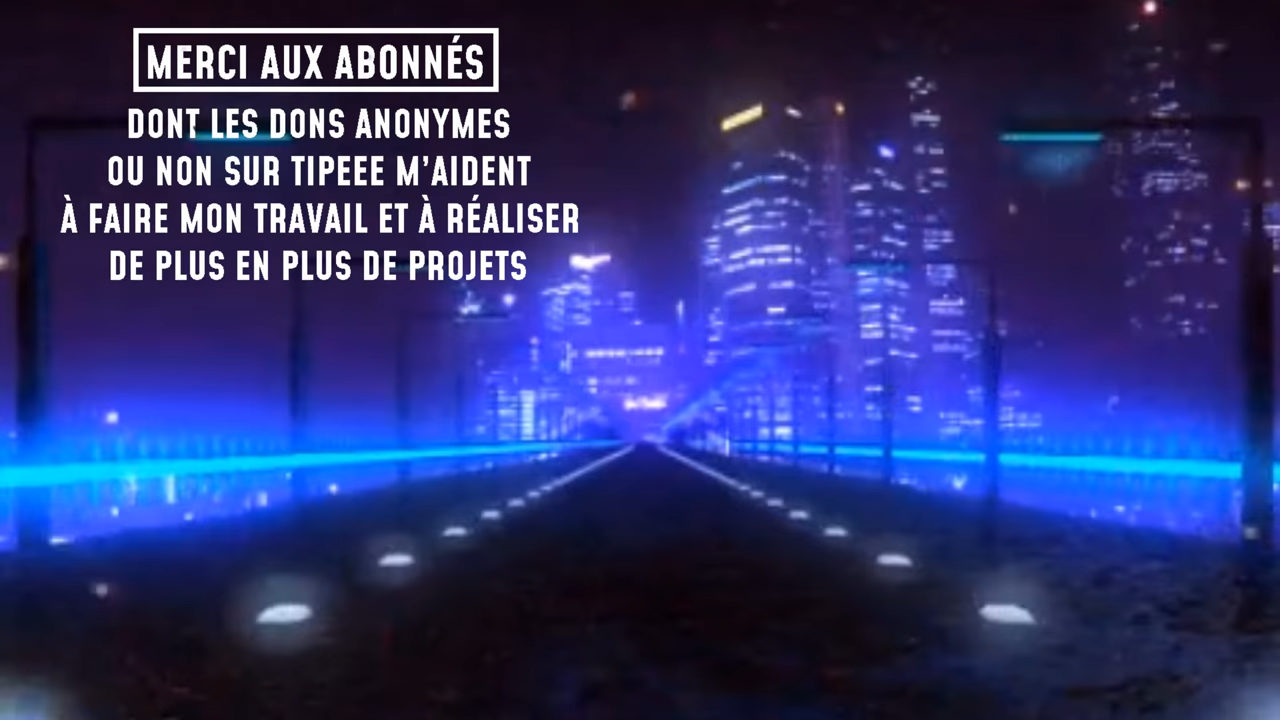 MERCI AUX ABONNÉS
DONT LES DONS ANONYMES
OU NON SUR TIPEEE M’AIDENT
À FAIRE MON TRAVAIL ET À RÉALISER
DE PLUS EN PLUS DE PROJETS